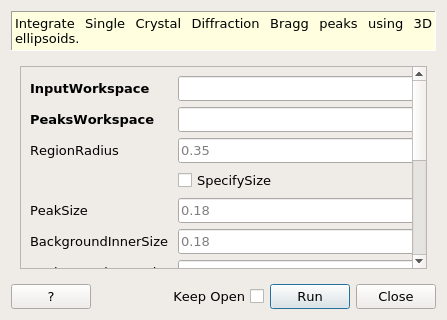 Integrate Single Crystal Diffraction Bragg peaks using 3D
ellipsoids.
InputWorkspace
PeaksWorkspace
RegionRadius 0.35
SpecifySize
PeakSize 0.18
BackgroundInnerSize 0.18
? Keep Open Run Close